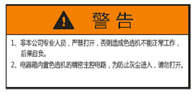 警告
1、非本公司专业人员，严禁打开，否则造成色选机不能正常工作，
后果自负。
2、电器箱内置色选机的精密主控电路，为防止灰尘进入，请勿打开。